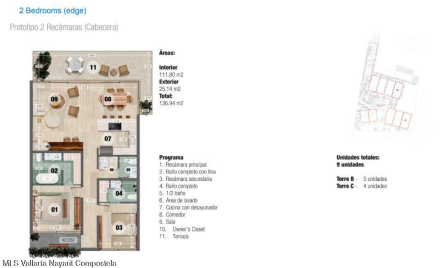 2 Bedrooms (edge)
Prototipo 2 Recámaras (Cabecera)
Áreas:
Interior
111.80 m2
Exterior
25.14 m2
Total:
136.94 m2
11
09
08
07
02
04
01
03
ACCESO
Programa
1. Recámara principal
2. Baño completo con tina
3. Recámara secundaria
4. Baño completo
5. 1/2 baño
6. Área de lavado
7. Cocina con desayunador
8. Comedor
9. Sala
10. Owner's Closet
11. Terraza
Unidades totales:
9 unidades
Torre B - 5 unidades
Torre C - 4 unidades
MLS Vallarta Nayarit Compostela